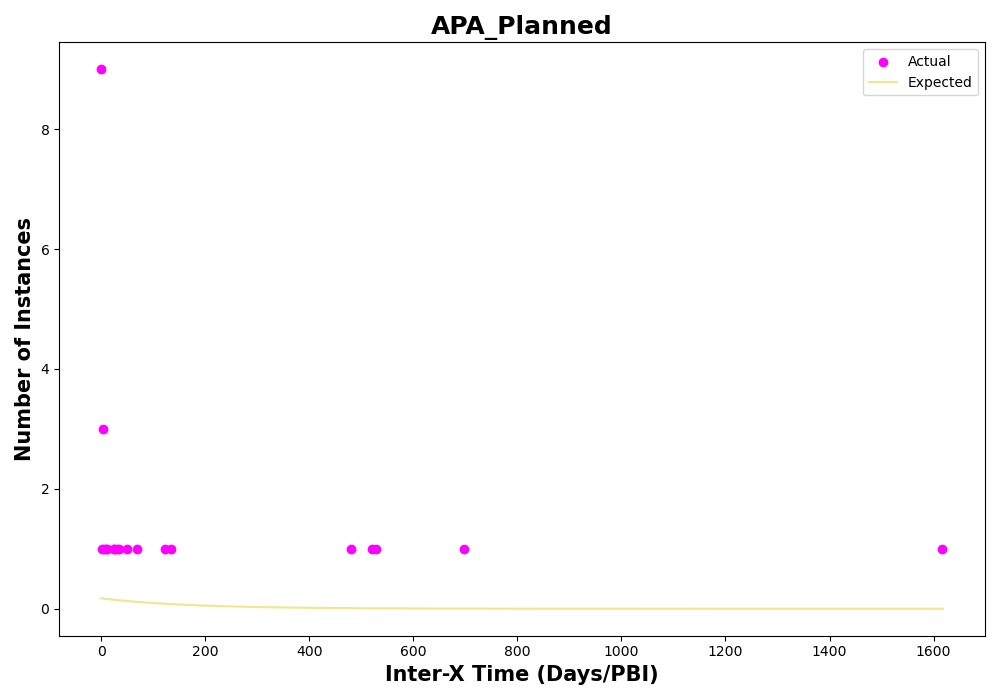 APA_Planned
Actual
Expected
Number of Instances
8
6
4
2
0
0 200 400 600 800 1000 1200 1400 1600
Inter-X Time (Days/PBI)